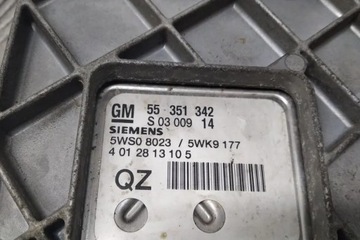 GM 55 351 342
S 03 009 14
SIEMENS
5WS0 8023 / 5WK9 177
4 01 28 13 10 5
QZ